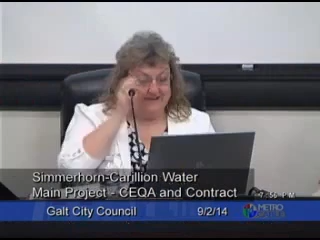 Simmerhorn-Carillion Water
Main Project - CEQA and Contract
Galt City Council 9/2/14
METRO